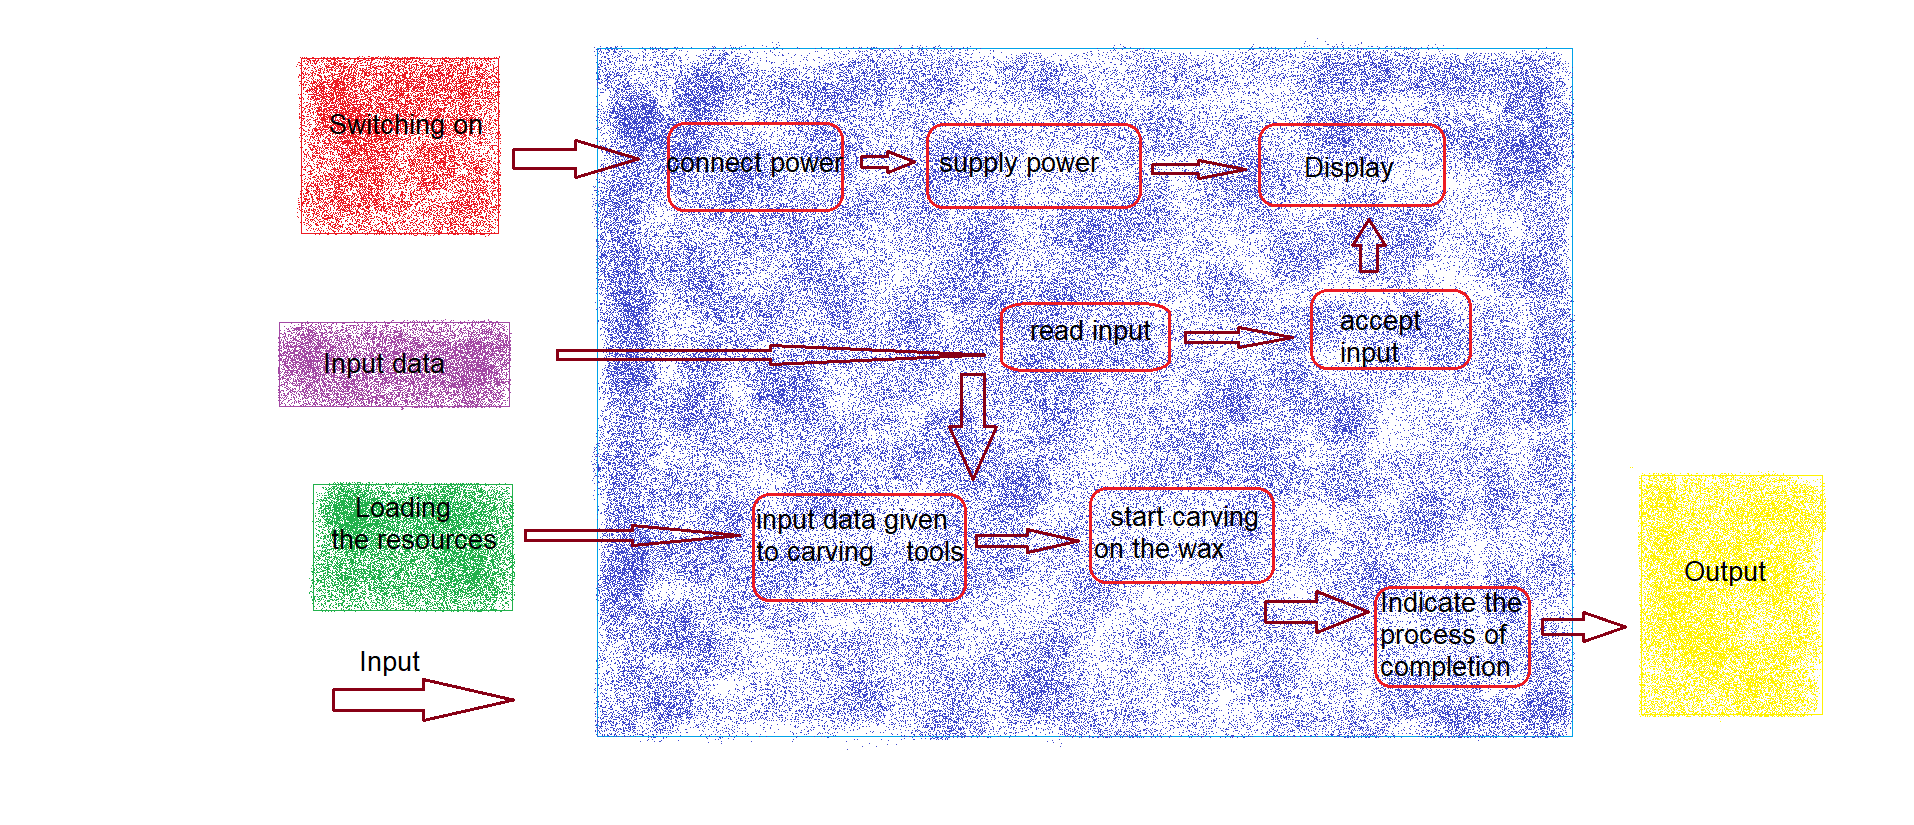 Switching on
connect power
supply power
Display
Input data
read input
accept
input
Loading
the resources
input data given
to carving tools
start carving
on the wax
Indicate the
process of
completion
Output
Input